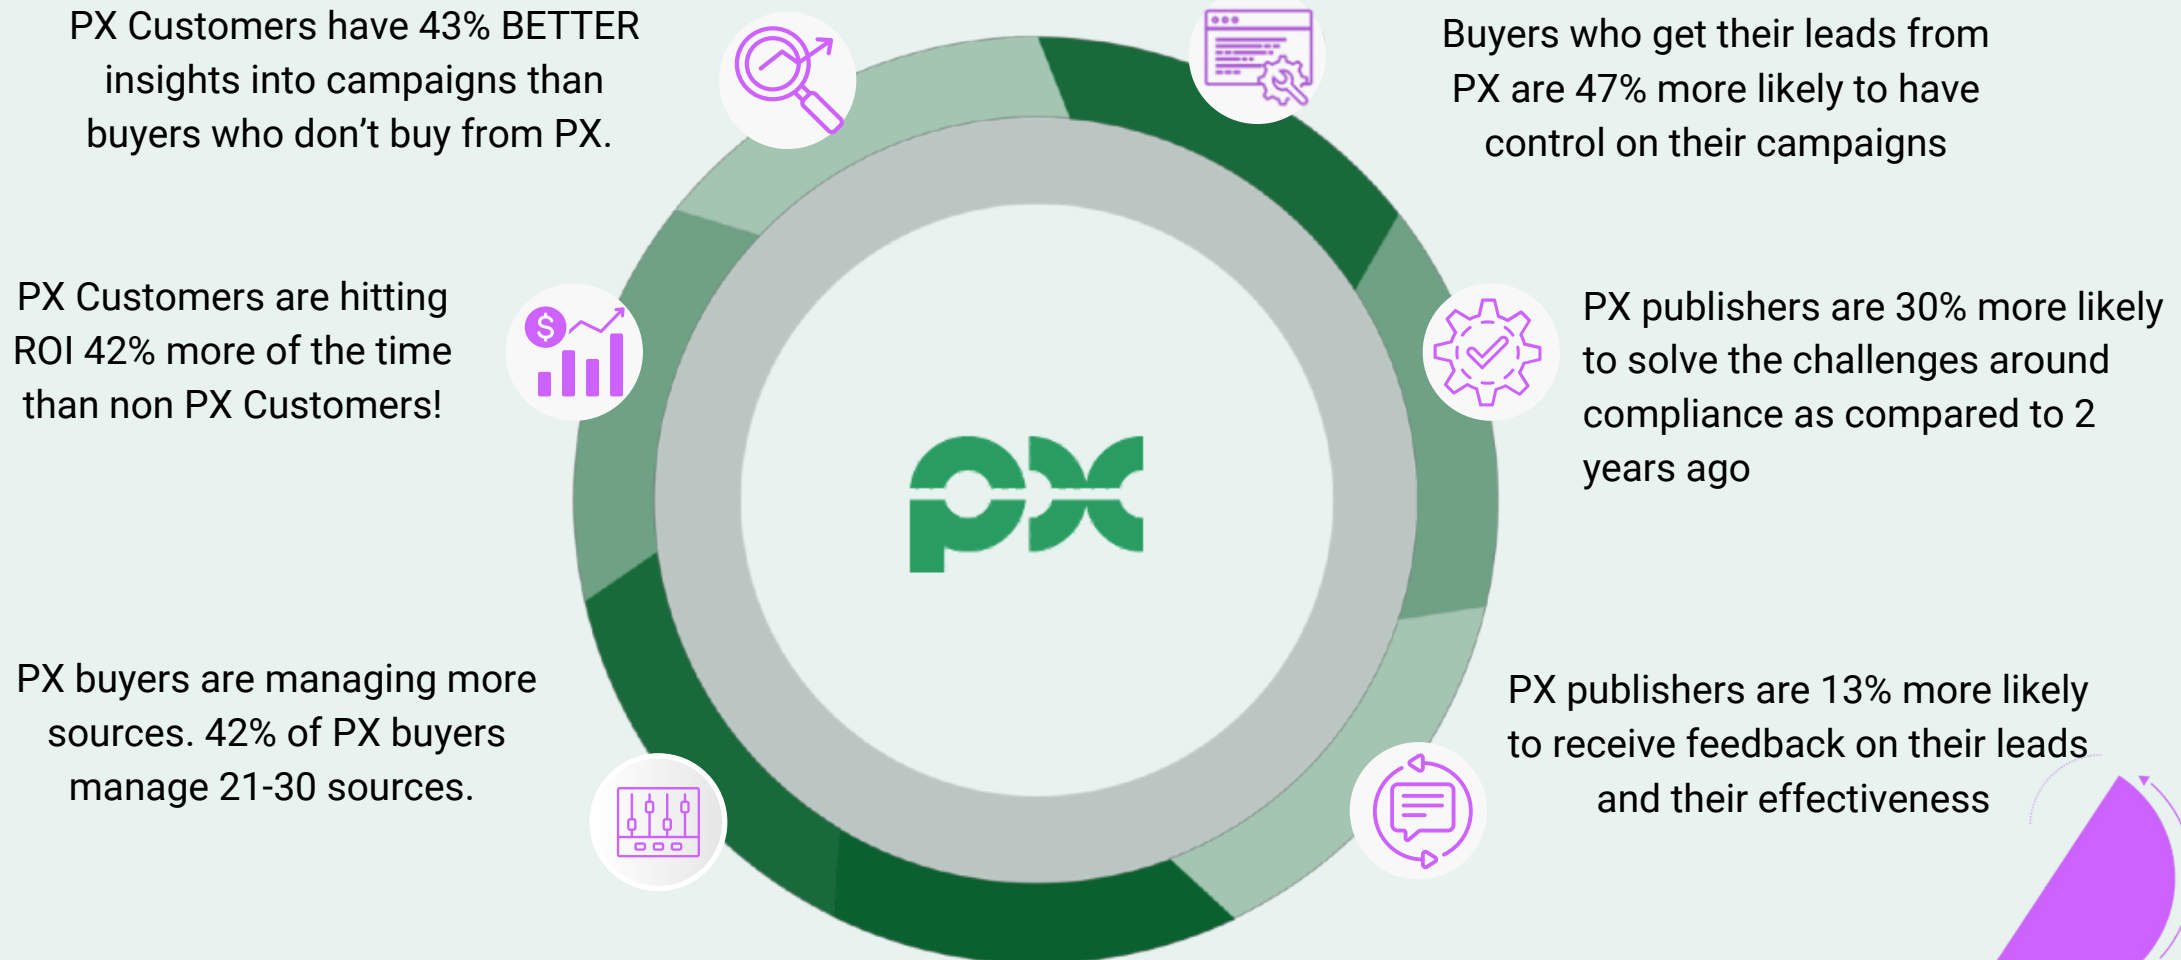 PX Customers have 43% BETTER
insights into campaigns than
buyers who don’t buy from PX.
Buyers who get their leads from
PX are 47% more likely to have
control on their campaigns
PX Customers are hitting
ROI 42% more of the time
than non PX Customers!
$
PX publishers are 30% more likely
to solve the challenges around
compliance as compared to 2
years ago
px
PX buyers are managing more
sources. 42% of PX buyers
manage 21-30 sources.
PX publishers are 13% more likely
to receive feedback on their leads
and their effectiveness